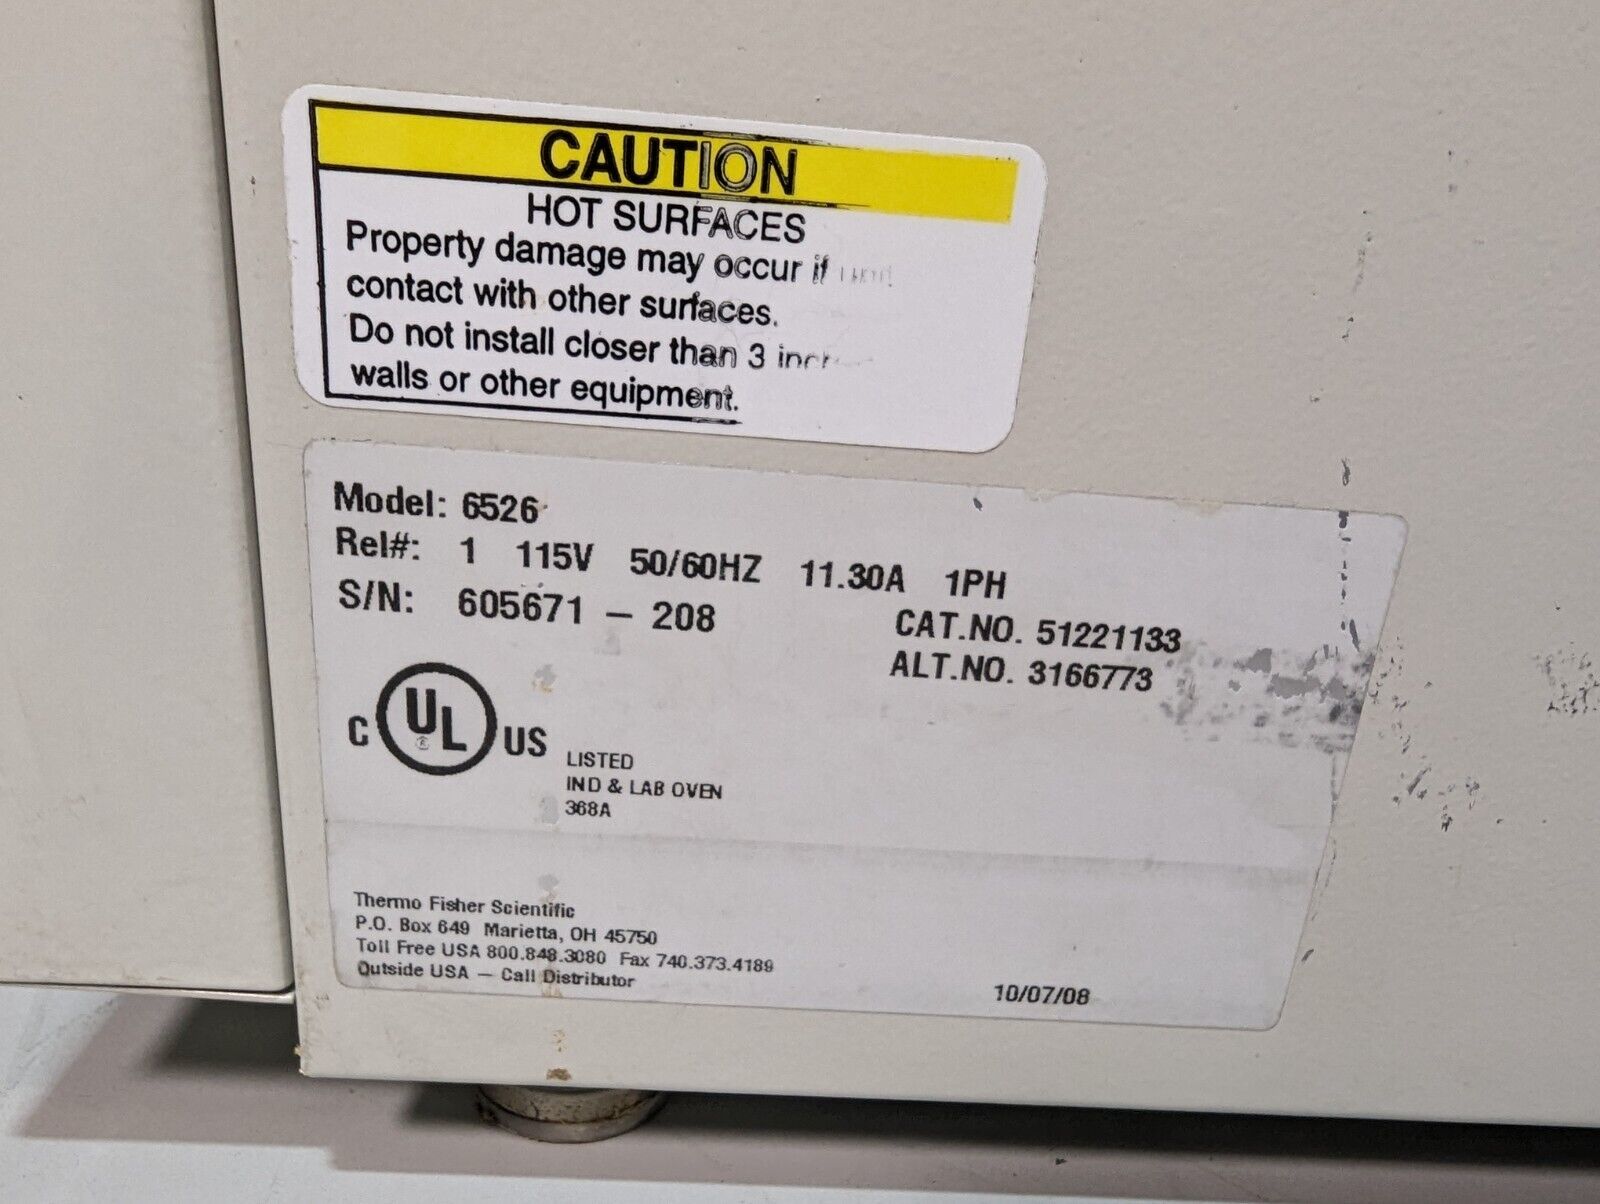 CAUTION
HOT SURFACES
Property damage may occur if
contact with other surfaces.
Do not install closer than 3
walls or other equipment.
Model: 6526
Rel#: 1 115V 50/60HZ 11.30A 1PH
S/N: 605671 – 208
CAT.NO. 51221133
ALT.NO. 3166773
C UL ® US
LISTED
IND & LAB OVEN
368A
Thermo Fisher Scientific
P.O. Box 649 Marietta, OH 45750
Toll Free USA 800.848.3080 Fax 740.373.4189
Outside USA – Call Distributor
10/07/08